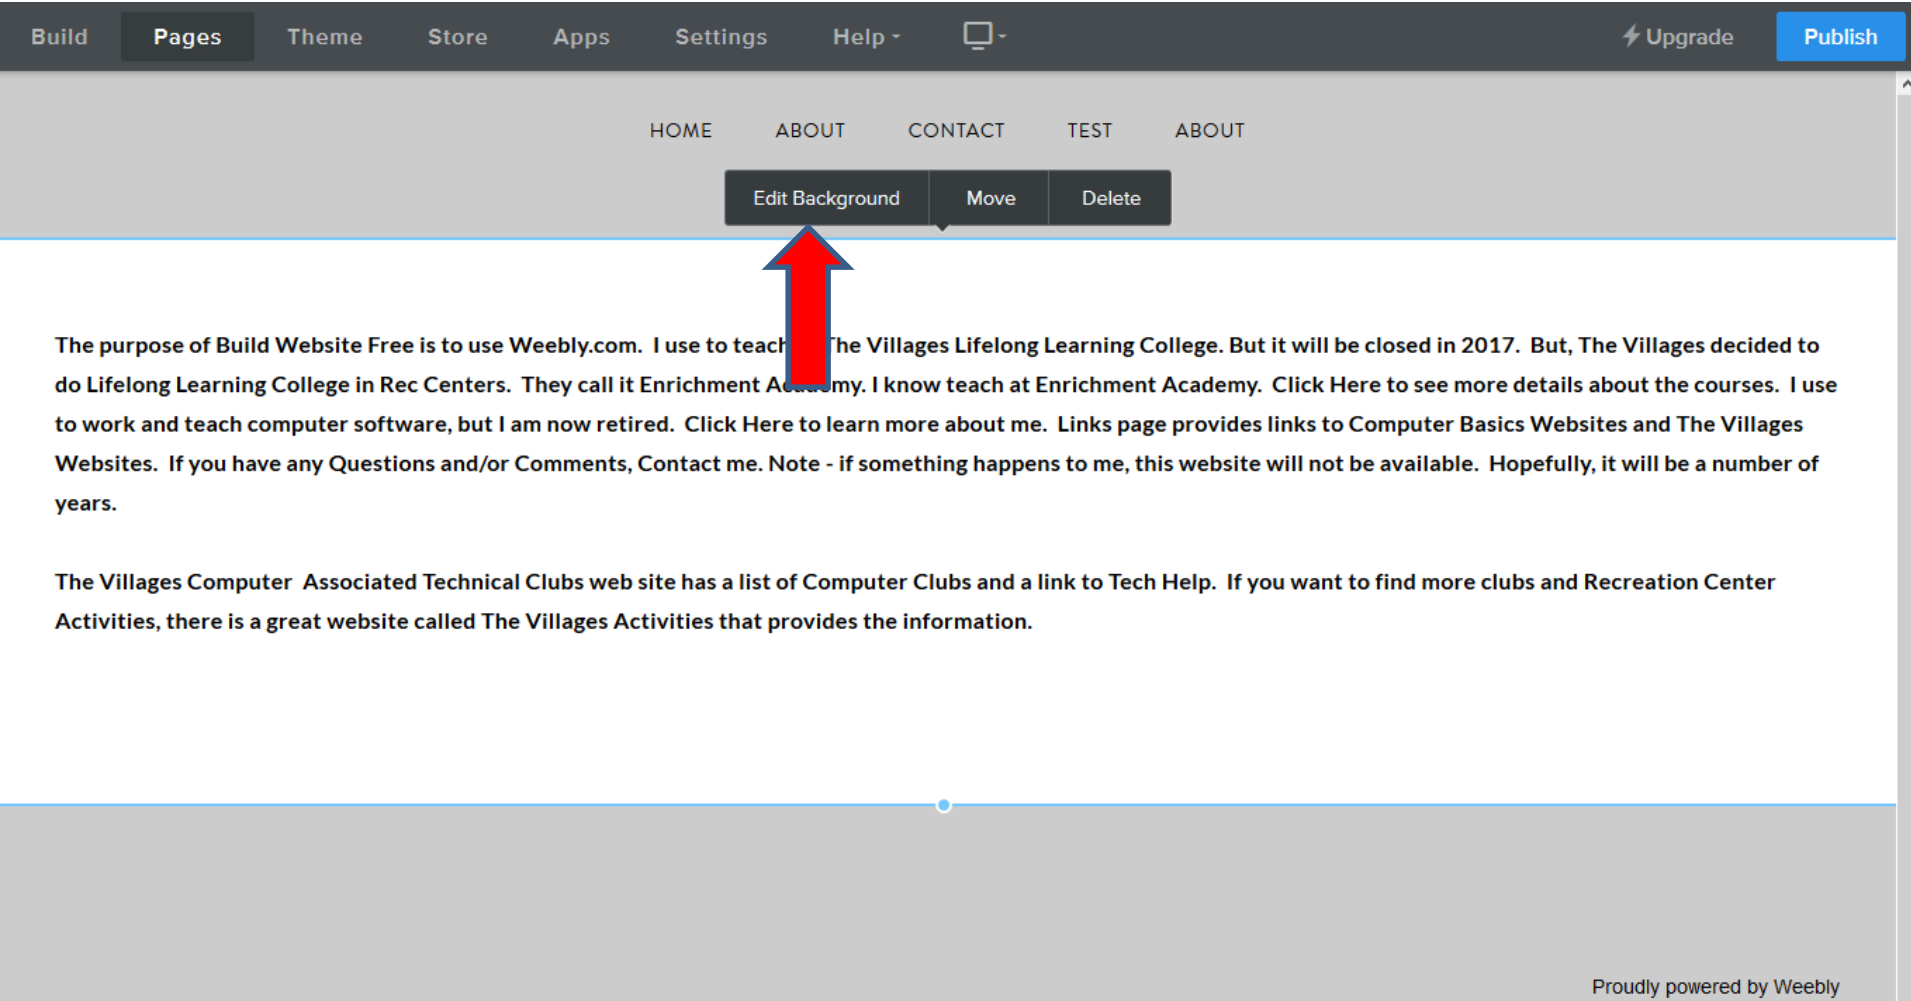 Build Pages Theme Store Apps Settings Help Upgrade Publish
HOME ABOUT CONTACT TEST ABOUT
Edit Background Move Delete
The purpose of Build Website Free is to use Weebly.com. I use to teach The Villages Lifelong Learning College. But it will be closed in 2017. But, The Villages decided to
do Lifelong Learning College in Rec Centers. They call it Enrichment Academy. I know teach at Enrichment Academy. Click Here to see more details about the courses. I use
to work and teach computer software, but I am now retired. Click Here to learn more about me. Links page provides links to Computer Basics Websites and The Villages
Websites. If you have any Questions and/or Comments, Contact me. Note - if something happens to me, this website will not be available. Hopefully, it will be a number of
years.
The Villages Computer Associated Technical Clubs web site has a list of Computer Clubs and a link to Tech Help. If you want to find more clubs and Recreation Center
Activities, there is a great website called The Villages Activities that provides the information.
Proudly powered by Weebly